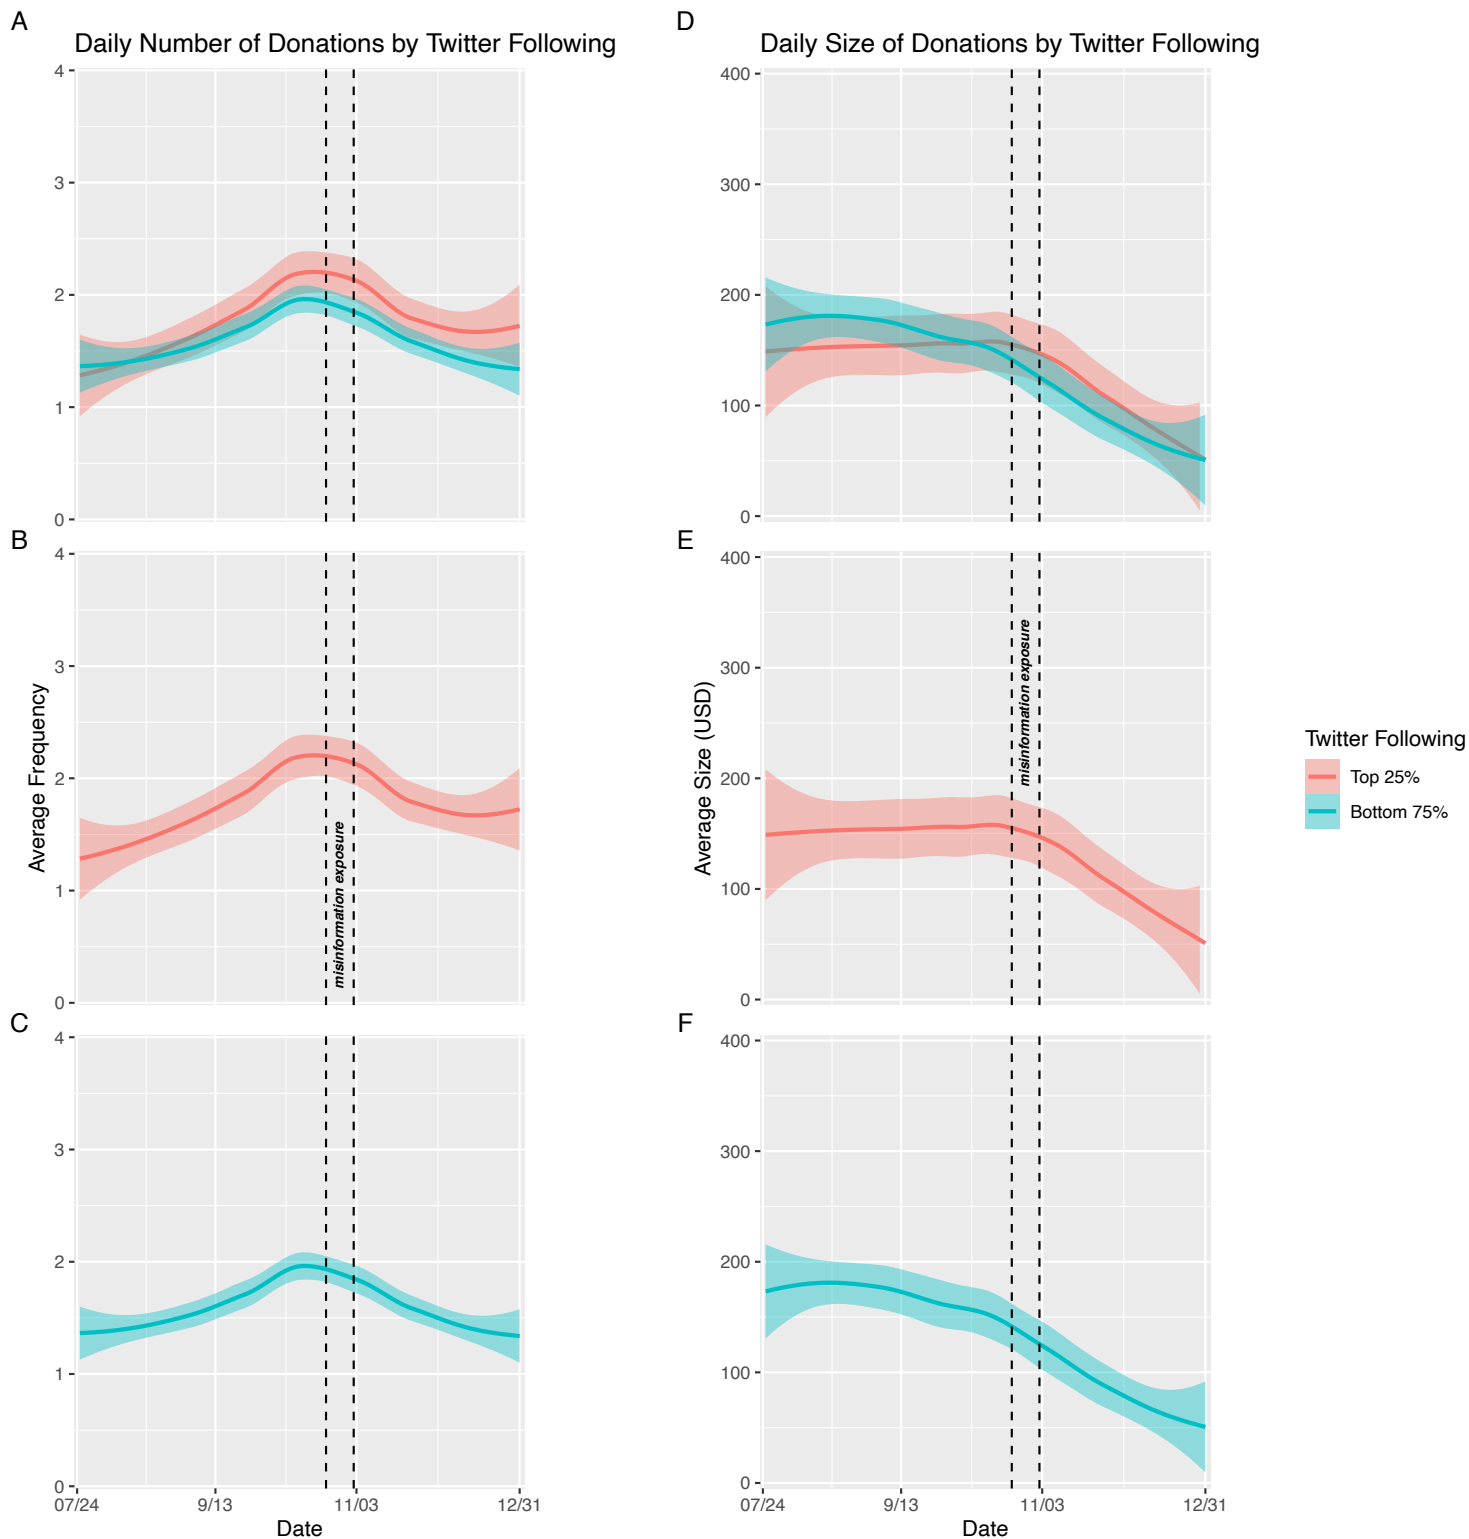 A
Daily Number of Donations by Twitter Following
4
3
2
1
0
B
4
3
2
1
0
Average Frequency
misinformation exposure
C
4
3
2
1
0
07/24 9/13 11/03 12/31
Date
D
Daily Size of Donations by Twitter Following
400
300
200
100
0
E
400
300
200
100
0
Average Size (USD)
misinformation exposure
F
400
300
200
100
0
07/24 9/13 11/03 12/31
Date
Twitter Following
Top 25%
Bottom 75%